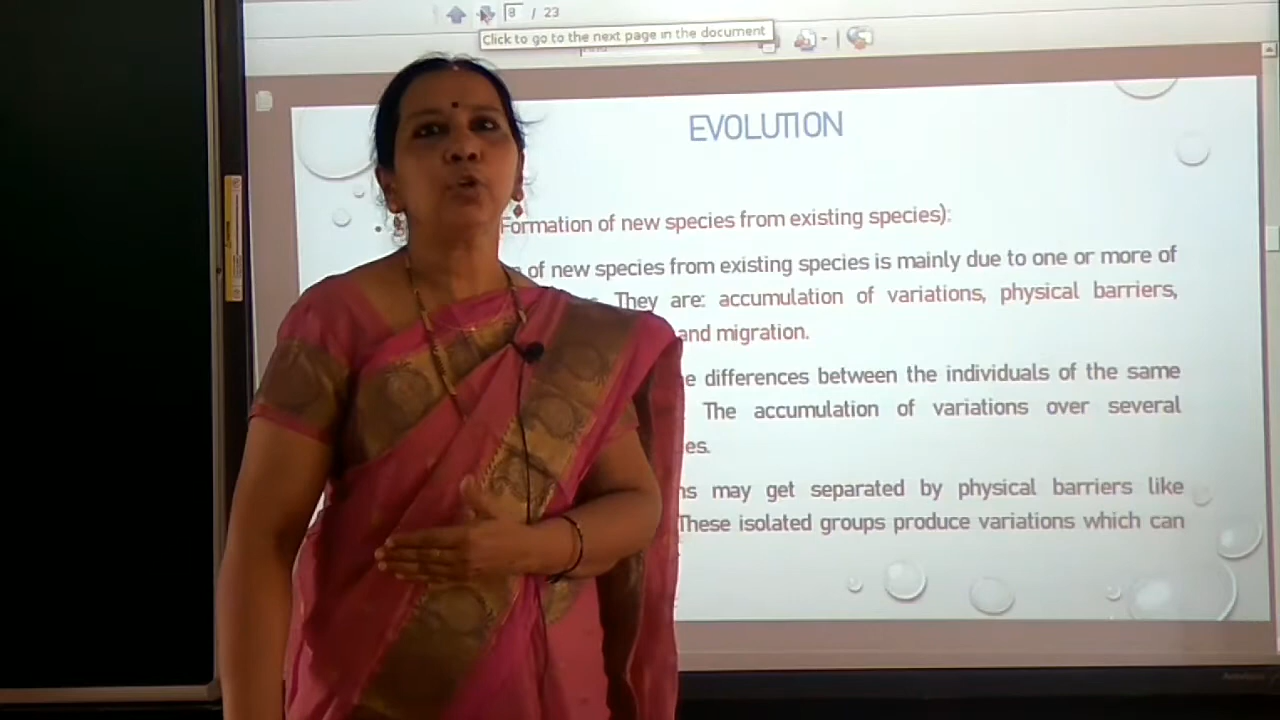 8 / 23
Click to go to the next page in the document
EVOLUTION
Formation of new species from existing species):
of new species from existing species is mainly due to one or more of
They are: accumulation of variations, physical barriers,
and migration.
differences between the individuals of the same
The accumulation of variations over several
may get separated by physical barriers like
These isolated groups produce variations which can